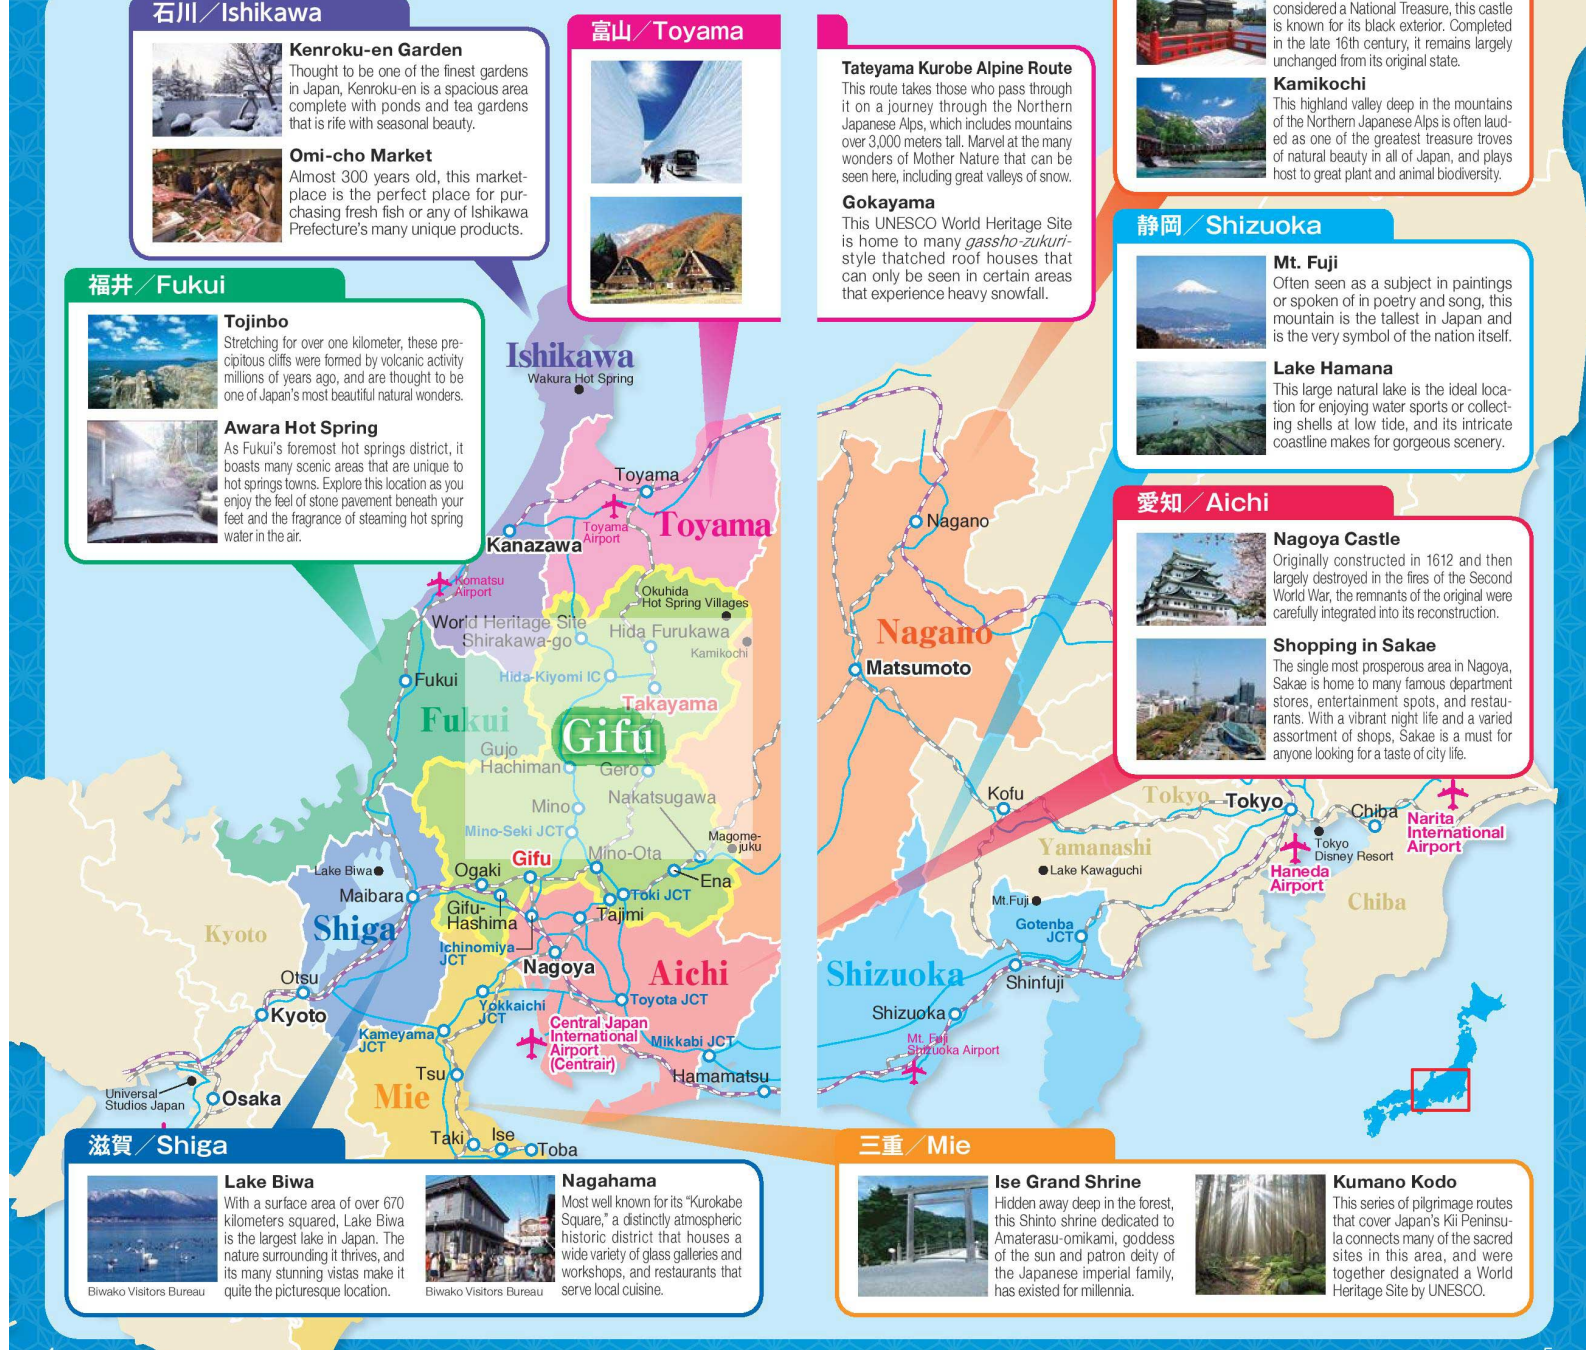 石川／Ishikawa
Kenroku-en Garden
Thought to be one of the finest gardens
in Japan, Kenroku-en is a spacious area
complete with ponds and tea gardens
that is rife with seasonal beauty.
Omi-cho Market
Almost 300 years old, this market-
place is the perfect place for pur-
chasing fresh fish or any of Ishikawa
Prefecture's many unique products.
富山／Toyama
Tateyama Kurobe Alpine Route
This route takes those who pass through
it on a journey through the Northern
Japanese Alps, which includes mountains
over 3,000 meters tall. Marvel at the many
wonders of Mother Nature that can be
seen here, including great valleys of snow.
Gokayama
This UNESCO World Heritage Site
is home to many gassho-zukuri-
style thatched roof houses that
can only be seen in certain areas
that experience heavy snowfall.
considered a National Treasure, this castle
is known for its black exterior. Completed
in the late 16th century, it remains largely
unchanged from its original state.
Kamikochi
This highland valley deep in the mountains
of the Northern Japanese Alps is often laud-
ed as one of the greatest treasure troves
of natural beauty in all of Japan, and plays
host to great plant and animal biodiversity.
福井／Fukui
Tojinbo
Stretching for over one kilometer, these pre-
cipitous cliffs were formed by volcanic activity
millions of years ago, and are thought to be
one of Japan's most beautiful natural wonders.
Awara Hot Spring
As Fukui's foremost hot springs district, it
boasts many scenic areas that are unique to
hot springs towns. Explore this location as you
enjoy the feel of stone pavement beneath your
feet and the fragrance of steaming hot spring
water in the air.
静岡／Shizuoka
Mt. Fuji
Often seen as a subject in paintings
or spoken of in poetry and song, this
mountain is the tallest in Japan and
is the very symbol of the nation itself.
Lake Hamana
This large natural lake is the ideal loca-
tion for enjoying water sports or collect-
ing shells at low tide, and its intricate
coastline makes for gorgeous scenery.
愛知／Aichi
Nagoya Castle
Originally constructed in 1612 and then
largely destroyed in the fires of the Second
World War, the remnants of the original were
carefully integrated into its reconstruction.
Shopping in Sakae
The single most prosperous area in Nagoya,
Sakae is home to many famous department
stores, entertainment spots, and restau-
rants. With a vibrant night life and a varied
assortment of shops, Sakae is a must for
anyone looking for a taste of city life.
Ishikawa
Wakura Hot Spring
Toyama
Toyama
Airport
Toyama
Kanazawa
Komatsu
Airport
Nagano
Okuhida
Hot Spring Villages
World Heritage Site
Shirakawa-go
Hida Furukawa
Kamikochi
Nagano
Matsumoto
Fukui
Hida-Kiyomi IC
Takayama
Fukui
Gifu
Gujo
Hachiman
Gero
Nakatsugawa
Mino
Mino-Seki JCT
Magome-
juku
Kofu
Tokyo
Tokyo
Chiba
Narita
International
Airport
Yamanashi
Tokyo
Disney Resort
Haneda
Airport
Lake Kawaguchi
Chiba
Mt.Fuji
Gotenba
JCT
Gifu
Mino-Ota
Lake Biwa
Ogaki
Ena
Maibara
Toki JCT
Gifu-
Hashima
Tajimi
Kyoto
Shiga
Ichinomiya
JCT
Nagoya
Aichi
Shizuoka
Shinfuji
Otsu
Yokkaichi
JCT
Toyota JCT
Shizuoka
Kyoto
Kameyama
JCT
Central Japan
International
Airport
(Centrair)
Mikkabi JCT
Mt. Fuji
Shizuoka Airport
Tsu
Hamamatsu
Universal
Studios Japan
Osaka
Mie
Taki
Ise
Toba
滋賀／Shiga
Lake Biwa
With a surface area of over 670
kilometers squared, Lake Biwa
is the largest lake in Japan. The
nature surrounding it thrives, and
its many stunning vistas make it
quite the picturesque location.
Biwako Visitors Bureau
Nagahama
Most well known for its “Kurokabe
Square,” a distinctly atmospheric
historic district that houses a
wide variety of glass galleries and
workshops, and restaurants that
serve local cuisine.
Biwako Visitors Bureau
三重／Mie
Ise Grand Shrine
Hidden away deep in the forest,
this Shinto shrine dedicated to
Amaterasu-omikami, goddess
of the sun and patron deity of
the Japanese imperial family,
has existed for millennia.
Kumano Kodo
This series of pilgrimage routes
that cover Japan's Kii Peninsu-
la connects many of the sacred
sites in this area, and were
together designated a World
Heritage Site by UNESCO.